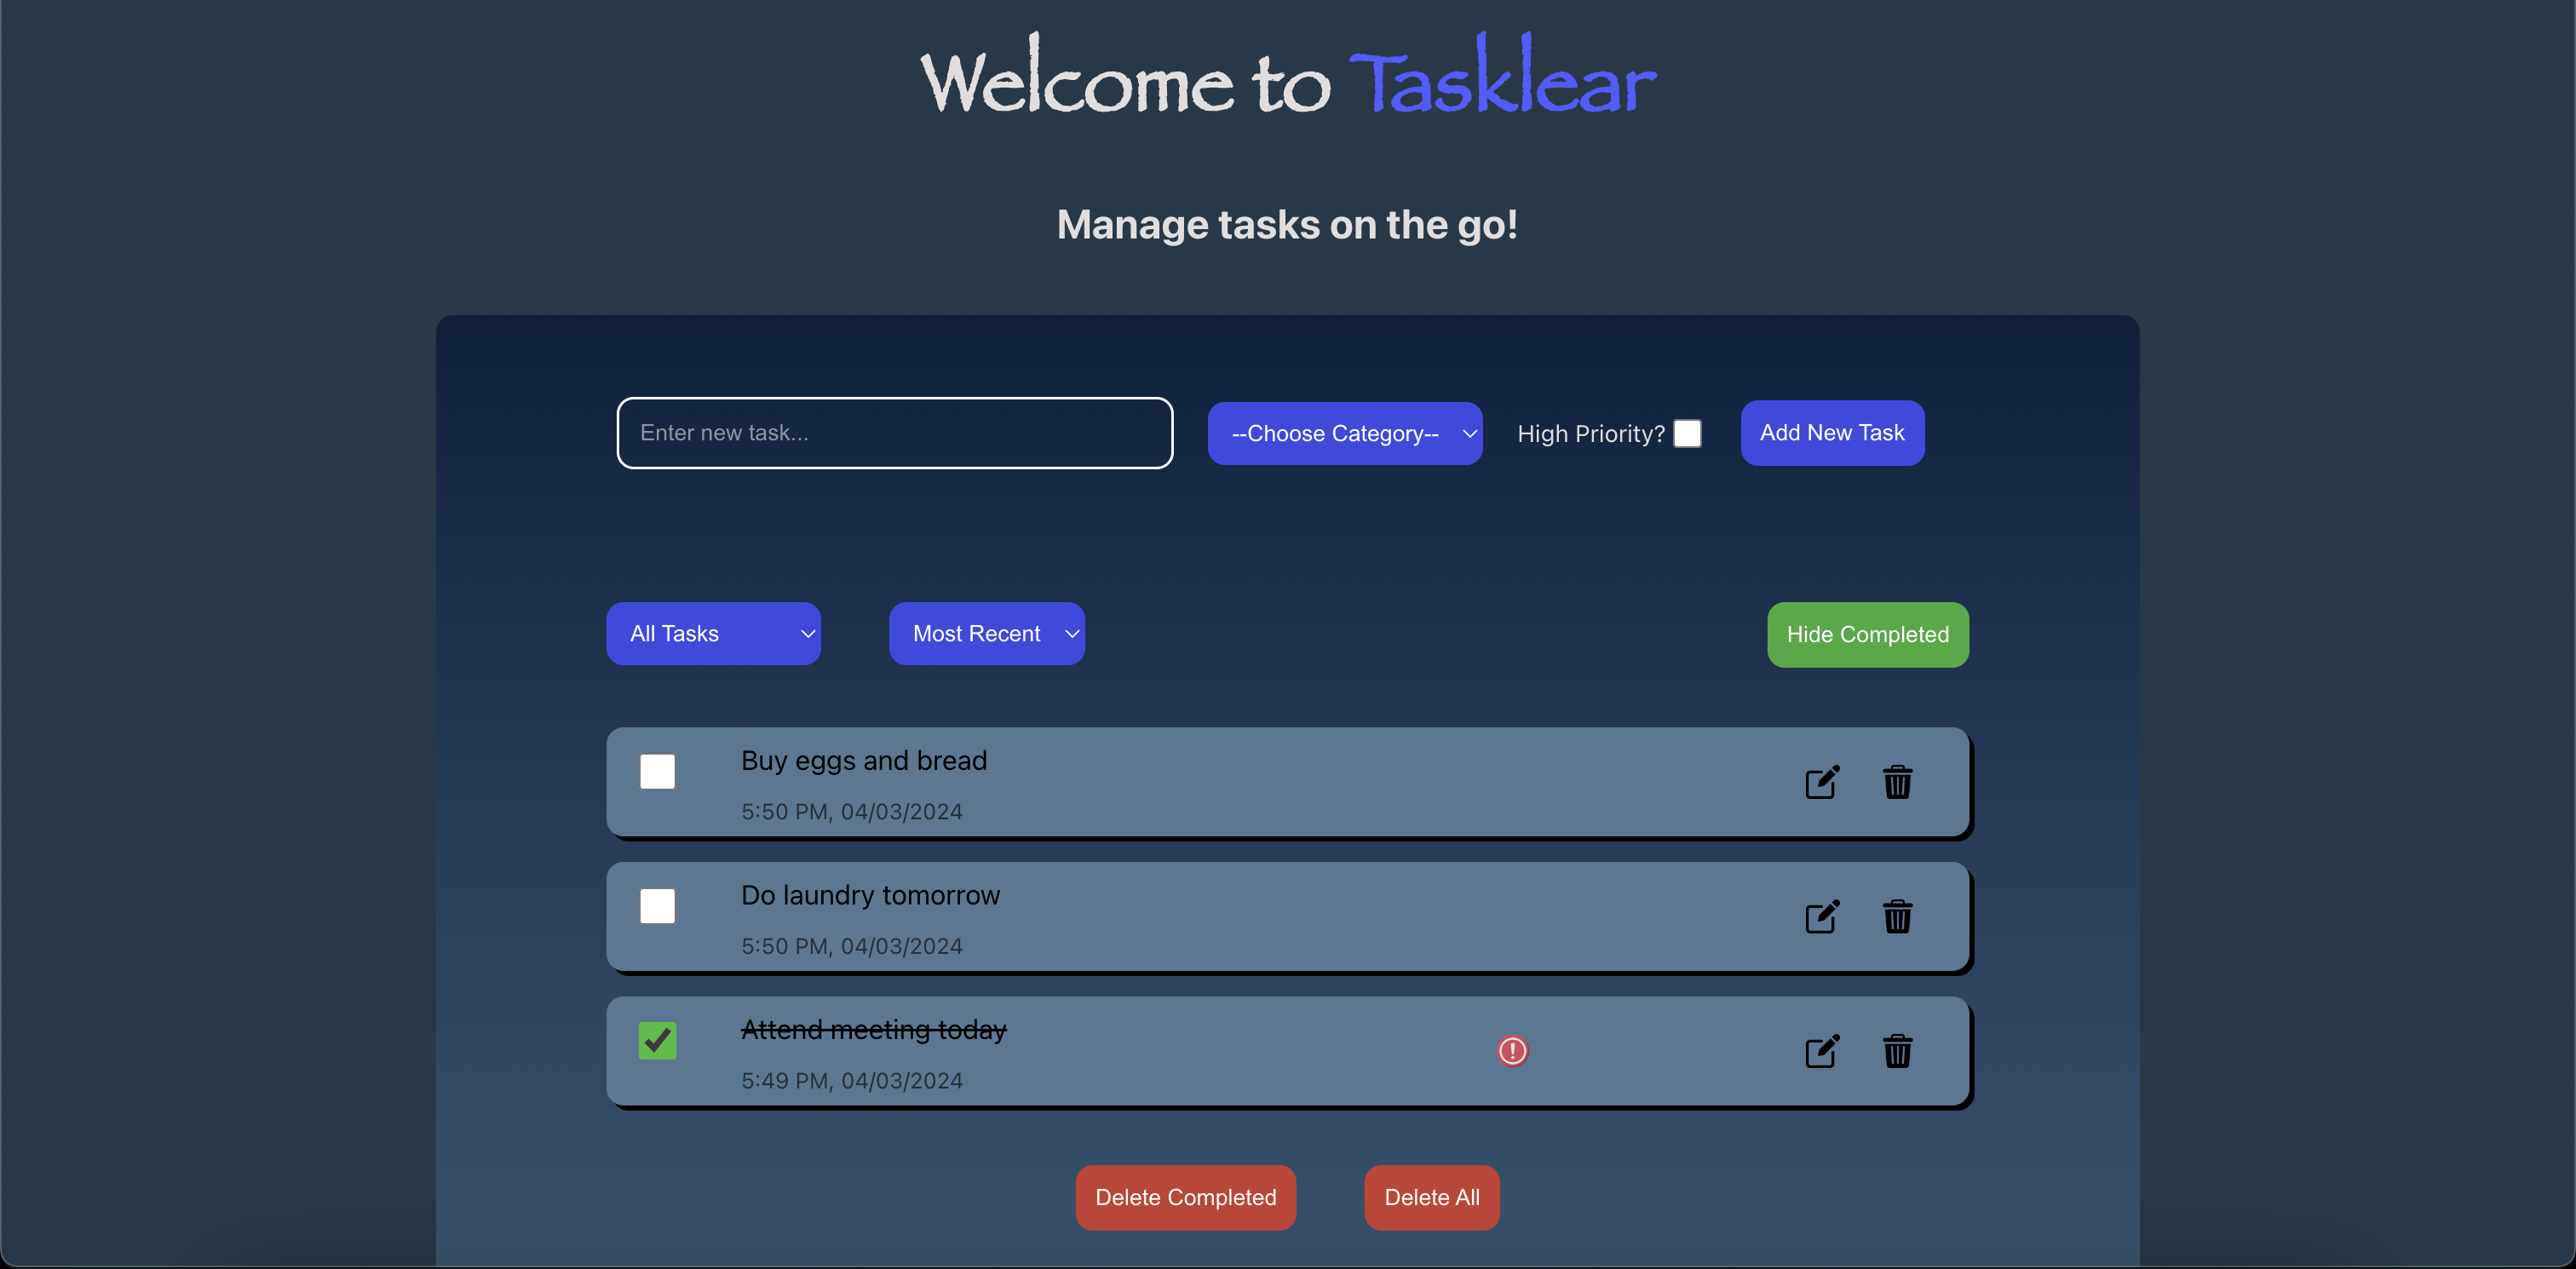 Welcome to Tasklear
Manage tasks on the go!
Enter new task...
--Choose Category--
High Priority?
Add New Task
All Tasks
Most Recent
Hide Completed
Buy eggs and bread
5:50 PM, 04/03/2024
Do laundry tomorrow
5:50 PM, 04/03/2024
Attend meeting today
5:49 PM, 04/03/2024
Delete Completed
Delete All